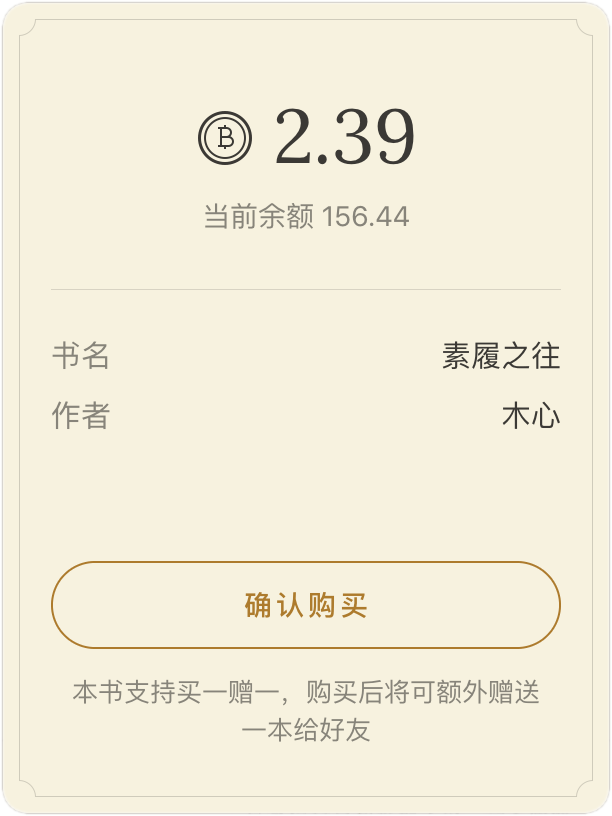 2.39
当前余额 156.44
书名 素履之往
作者 木心
确认购买
本书支持买一赠一，购买后将可额外赠送
一本给好友